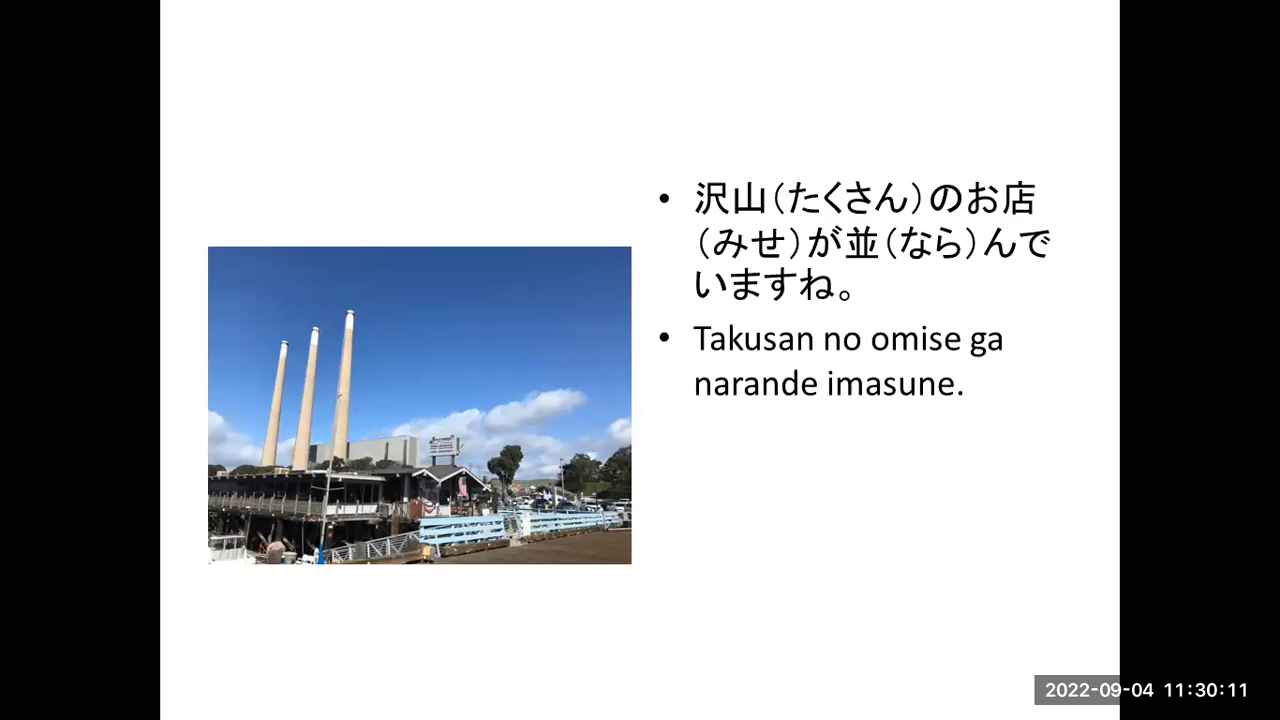 • 沢山（たくさん）のお店
（みせ）が並（なら）んで
いますね。
• Takusan no omise ga
narande imasune.
2022-09-04 11:30:11